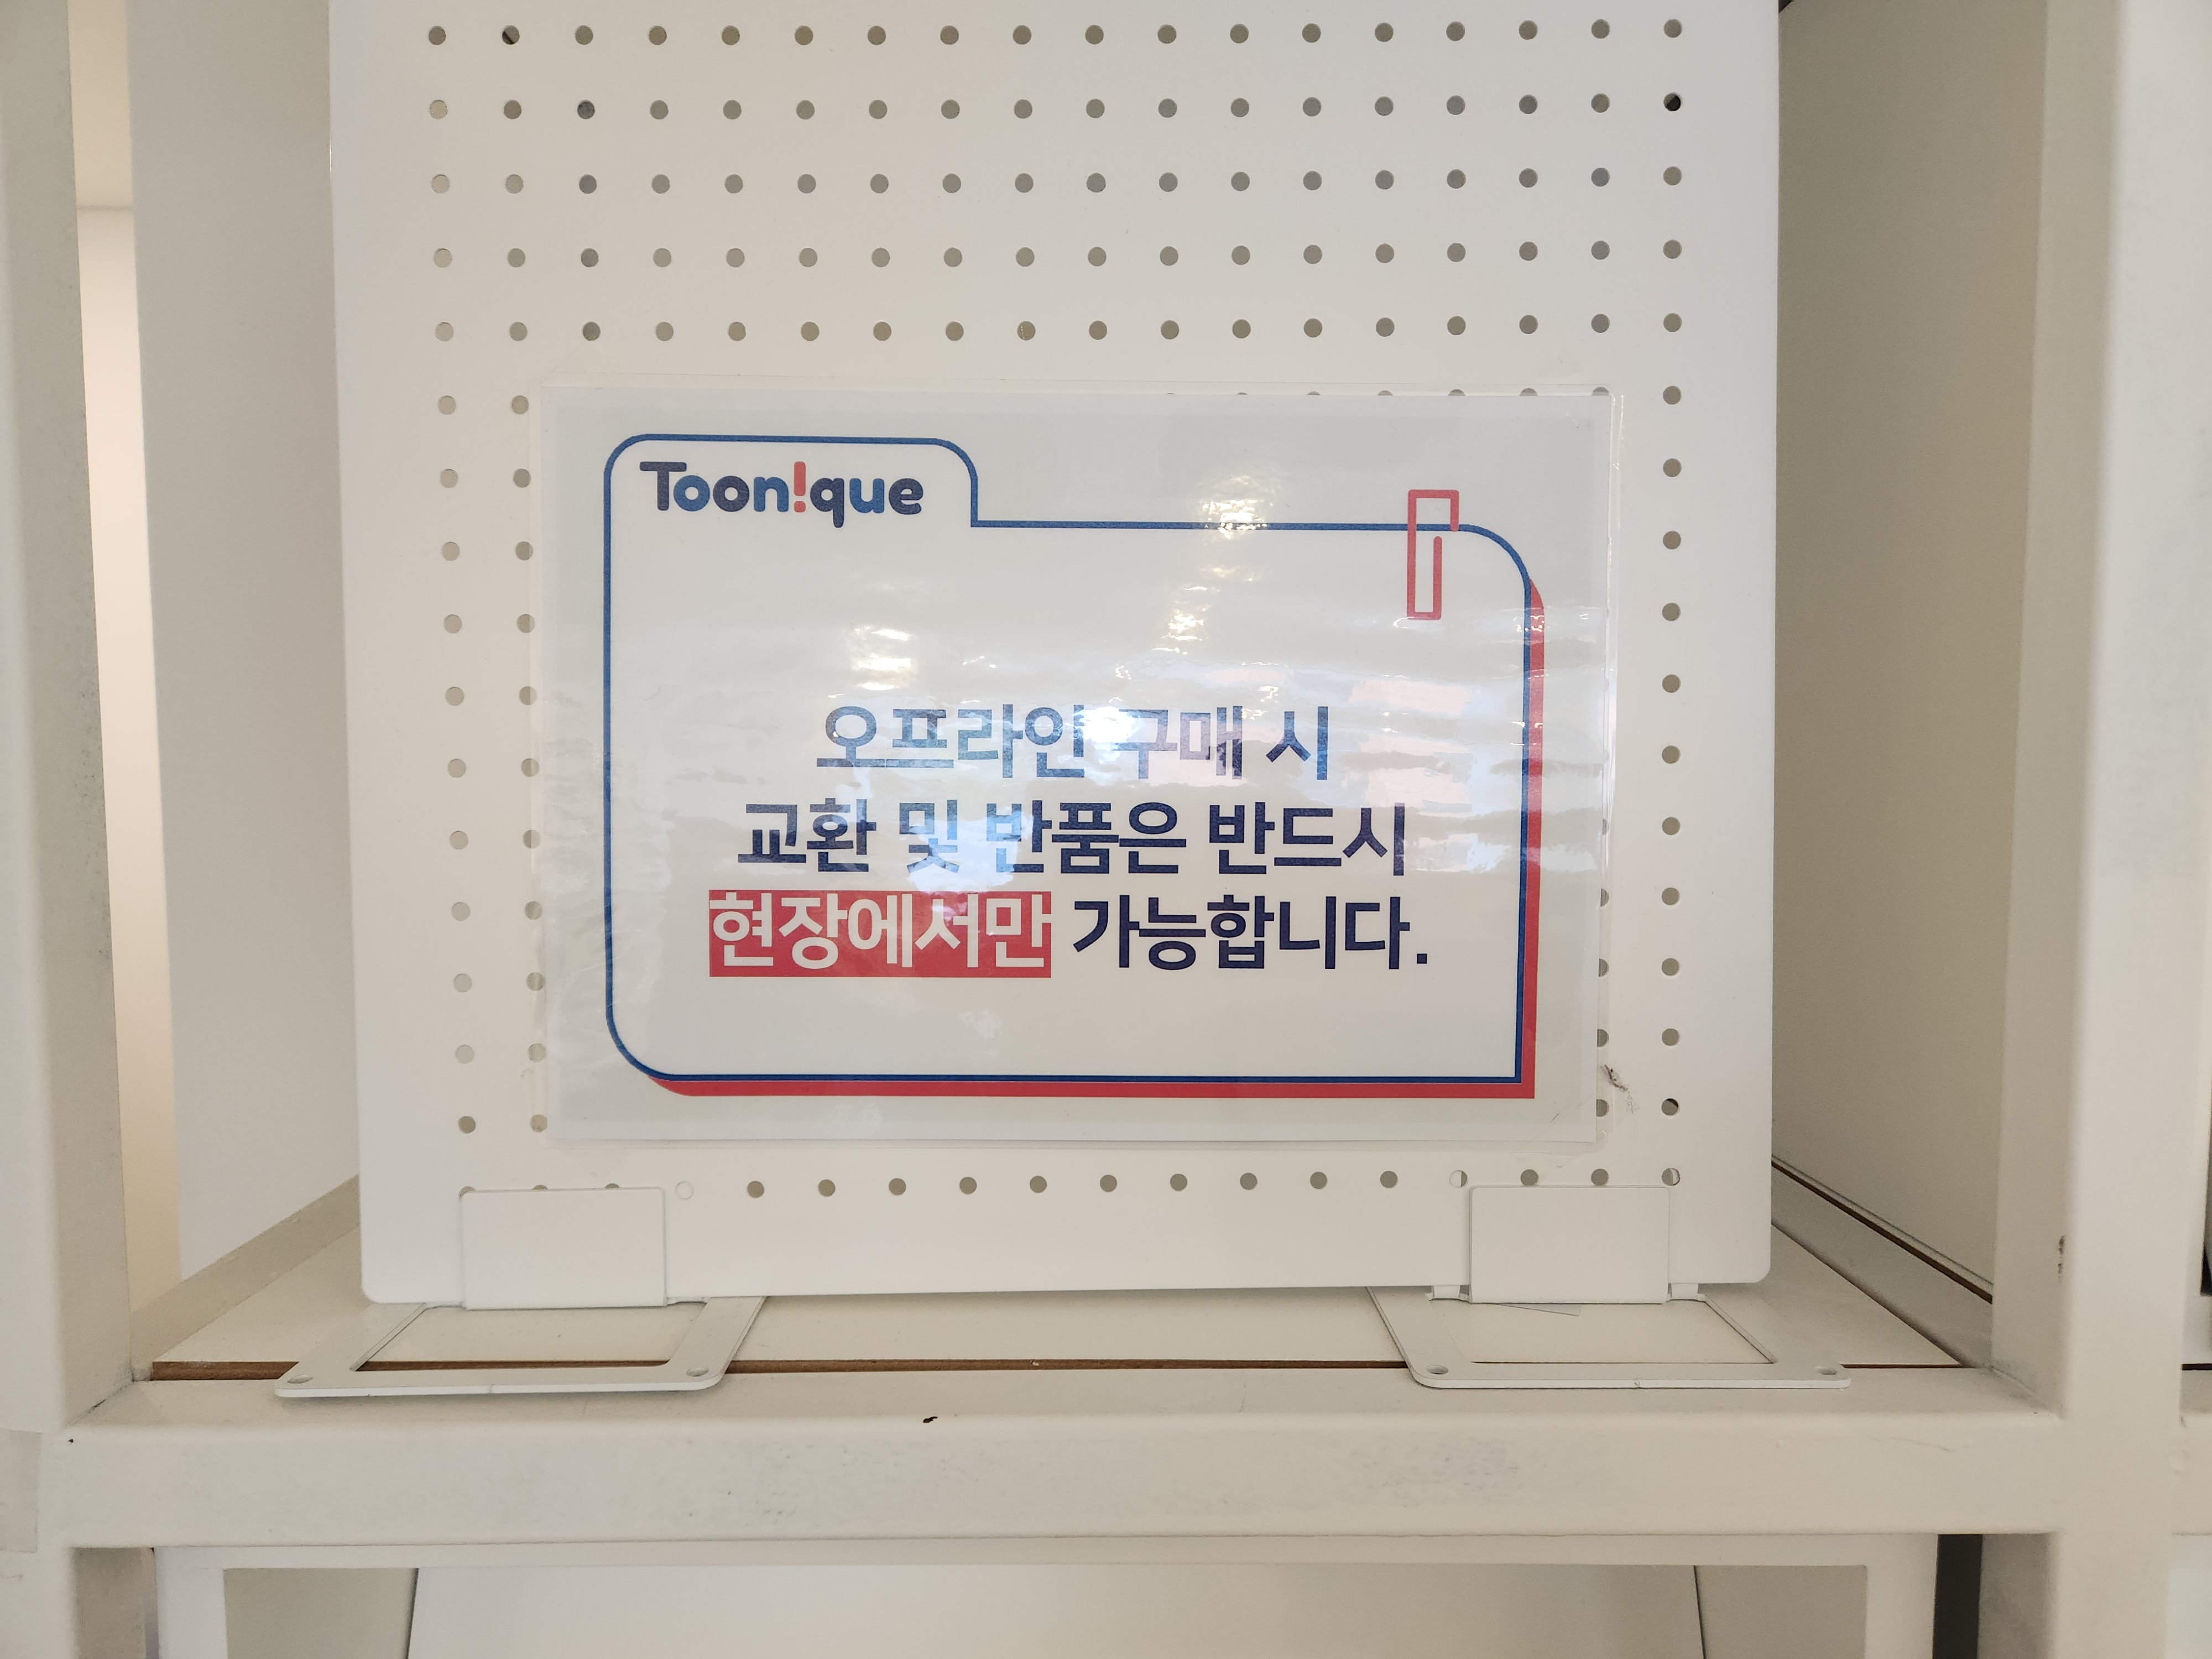 Toon!que
오프라인 구매 시
교환 및 반품은 반드시
현장에서만 가능합니다.